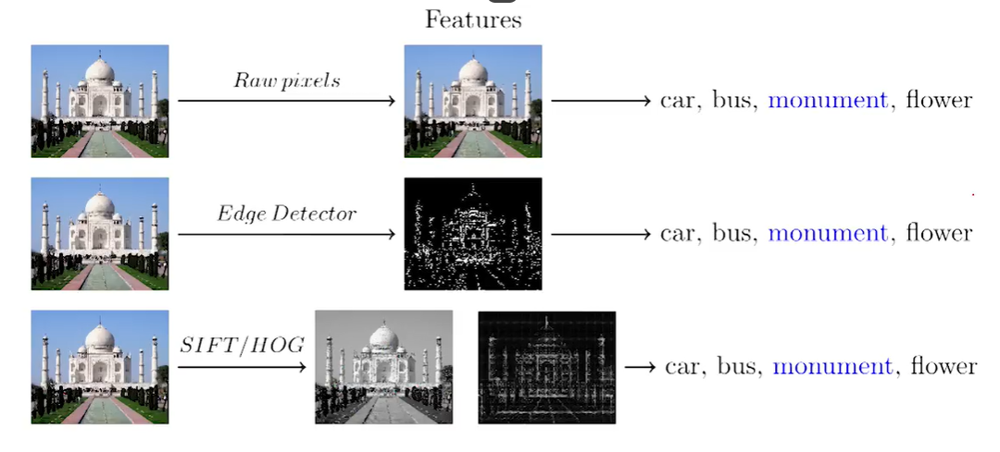 Features
Raw pixels
car, bus, monument, flower
Edge Detector
car, bus, monument, flower
SIFT/HOG
car, bus, monument, flower